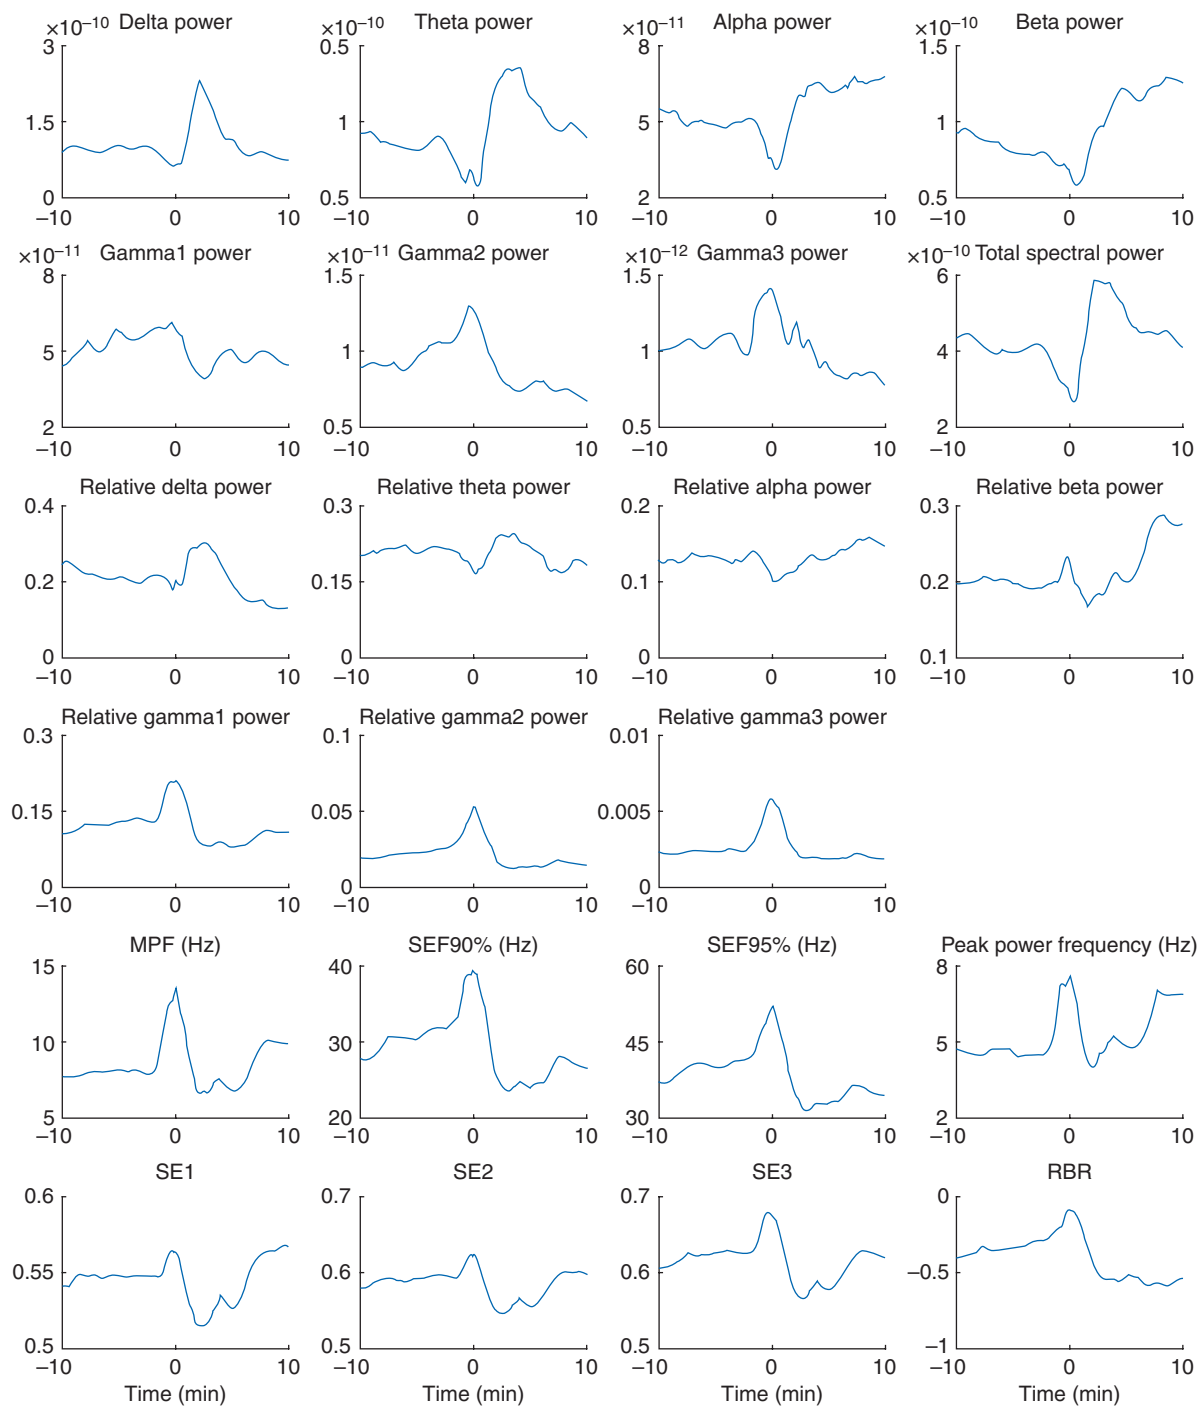 ×10⁻¹⁰ Delta power
×10⁻¹⁰ Theta power
×10⁻¹¹ Alpha power
×10⁻¹⁰ Beta power
3 0.5 8 1.5
1.5 1 5 1
0 0.5 2 0.5
–10 0 10 –10 0 10 –10 0 10 –10 0 10
×10⁻¹¹ Gamma1 power
×10⁻¹¹ Gamma2 power
×10⁻¹² Gamma3 power
×10⁻¹⁰ Total spectral power
8 1.5 1.5 6
5 1 1 4
2 0.5 0.5 2
–10 0 10 –10 0 10 –10 0 10 –10 0 10
Relative delta power
Relative theta power
Relative alpha power
Relative beta power
0.4 0.3 0.2 0.3
0.2 0.15 0.1 0.2
0 0 0 0.1
–10 0 10 –10 0 10 –10 0 10 –10 0 10
Relative gamma1 power
Relative gamma2 power
Relative gamma3 power
0.3 0.1 0.01
0.15 0.05 0.005
0 0 0
–10 0 10 –10 0 10 –10 0 10
MPF (Hz)
SEF90% (Hz)
SEF95% (Hz)
Peak power frequency (Hz)
15 40 60 8
10 30 45 5
5 20 30 2
–10 0 10 –10 0 10 –10 0 10 –10 0 10
SE1
SE2
SE3
RBR
0.6 0.7 0.7 0
0.55 0.6 0.6 –0.5
0.5 0.5 0.5 –1
–10 0 10 –10 0 10 –10 0 10 –10 0 10
Time (min) Time (min) Time (min) Time (min)